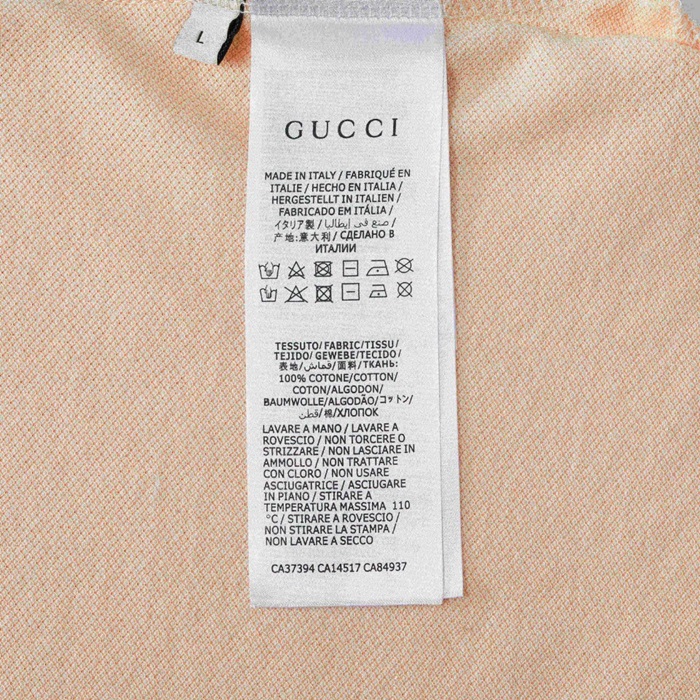 L
GUCCI
MADE IN ITALY / FABRIQUÉ EN
ITALIE / HECHO EN ITALIA /
HERGESTELLT IN ITALIEN /
FABRICADO EM ITÁLIA /
イタリア製 / صنع في إيطاليا /
产地:意大利 / СДЕЛАНО В
ИТАЛИИ
TESSUTO/FABRIC/TISSU/
TEJIDO/ GEWEBE/TECIDO/
表地/قماش/面料/ТКАНЬ:
100% COTONE/COTTON/
COTON/ALGODON/
BAUMWOLLE/ALGODÃO/コットン/
قطن/棉/ХЛОПОК
LAVARE A MANO / LAVARE A
ROVESCIO / NON TORCERE O
STRIZZARE / NON LASCIARE IN
AMMOLLO / NON TRATTARE
CON CLORO / NON USARE
ASCIUGATRICE / ASCIUGARE
IN PIANO / STIRARE A
TEMPERATURA MASSIMA 110
°C / STIRARE A ROVESCIO /
NON STIRARE LA STAMPA /
NON LAVARE A SECCO
CA37394 CA14517 CA84937